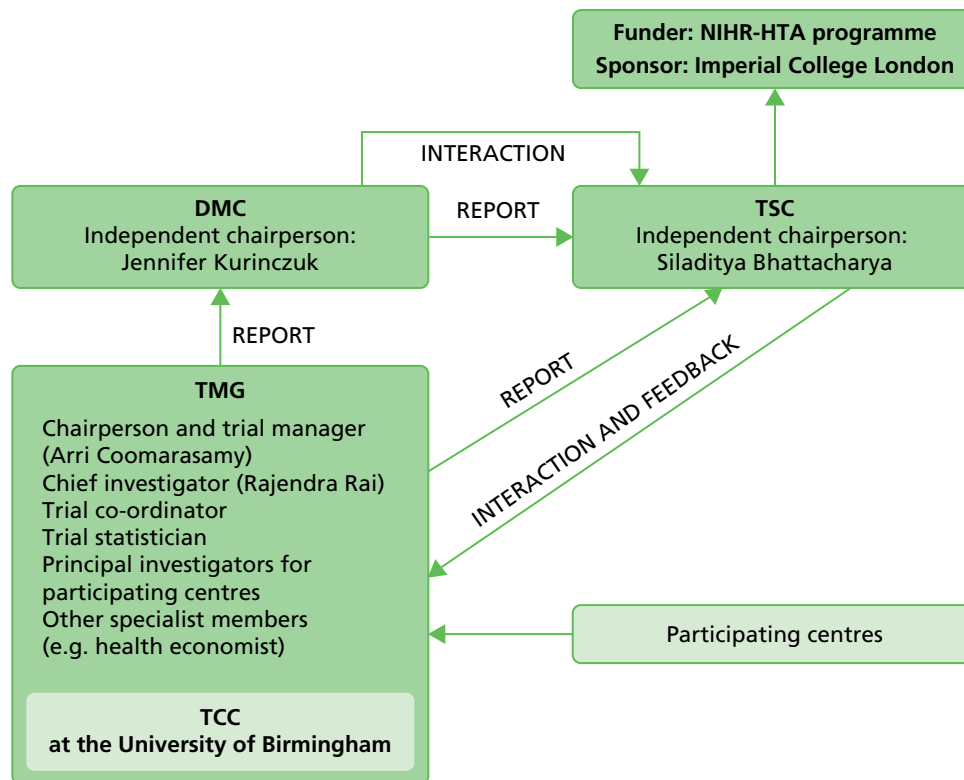 Funder: NIHR-HTA programme
Sponsor: Imperial College London
INTERACTION
DMC
Independent chairperson:
Jennifer Kurinczuk
REPORT
TSC
Independent chairperson:
Siladitya Bhattacharya
REPORT
TMG
Chairperson and trial manager
(Arri Coomarasamy)
Chief investigator (Rajendra Rai)
Trial co-ordinator
Trial statistician
Principal investigators for
participating centres
Other specialist members
(e.g. health economist)
TCC
at the University of Birmingham
REPORT
INTERACTION AND FEEDBACK
Participating centres